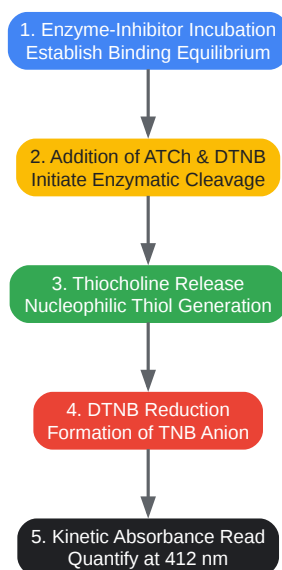 1. Enzyme-Inhibitor Incubation
Establish Binding Equilibrium
2. Addition of ATCh & DTNB
Initiate Enzymatic Cleavage
3. Thiocholine Release
Nucleophilic Thiol Generation
4. DTNB Reduction
Formation of TNB Anion
5. Kinetic Absorbance Read
Quantify at 412 nm